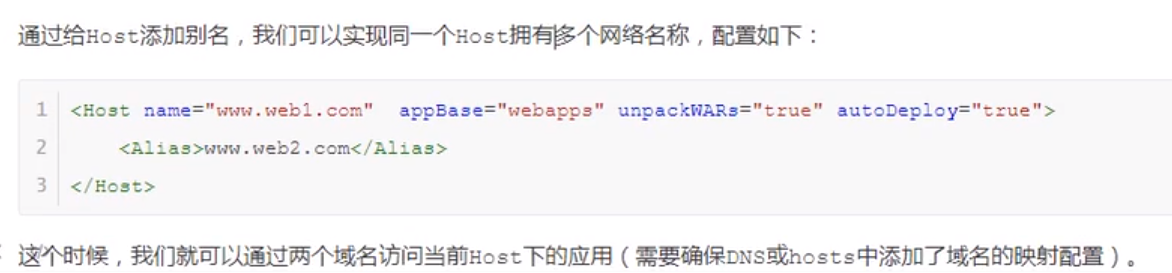 通过给Host添加别名，我们可以实现同一个Host拥有多个网络名称，配置如下：
1 <Host name="www.web1.com"  appBase="webapps" unpackWARs="true" autoDeploy="true">
2     <Alias>www.web2.com</Alias>
3 </Host>
这个时候，我们就可以通过两个域名访问当前Host下的应用（需要确保DNS或hosts中添加了域名的映射配置）。